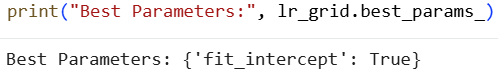 print("Best Parameters:", lr_grid.best_params_)
Best Parameters: {'fit_intercept': True}